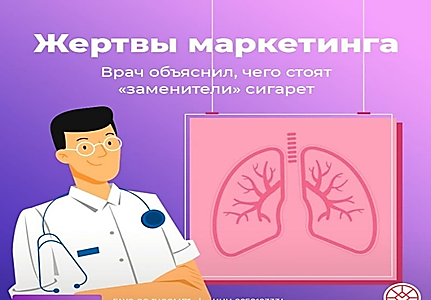 Жертвы маркетинга
Врач объяснил, чего стоят
«заменители» сигарет